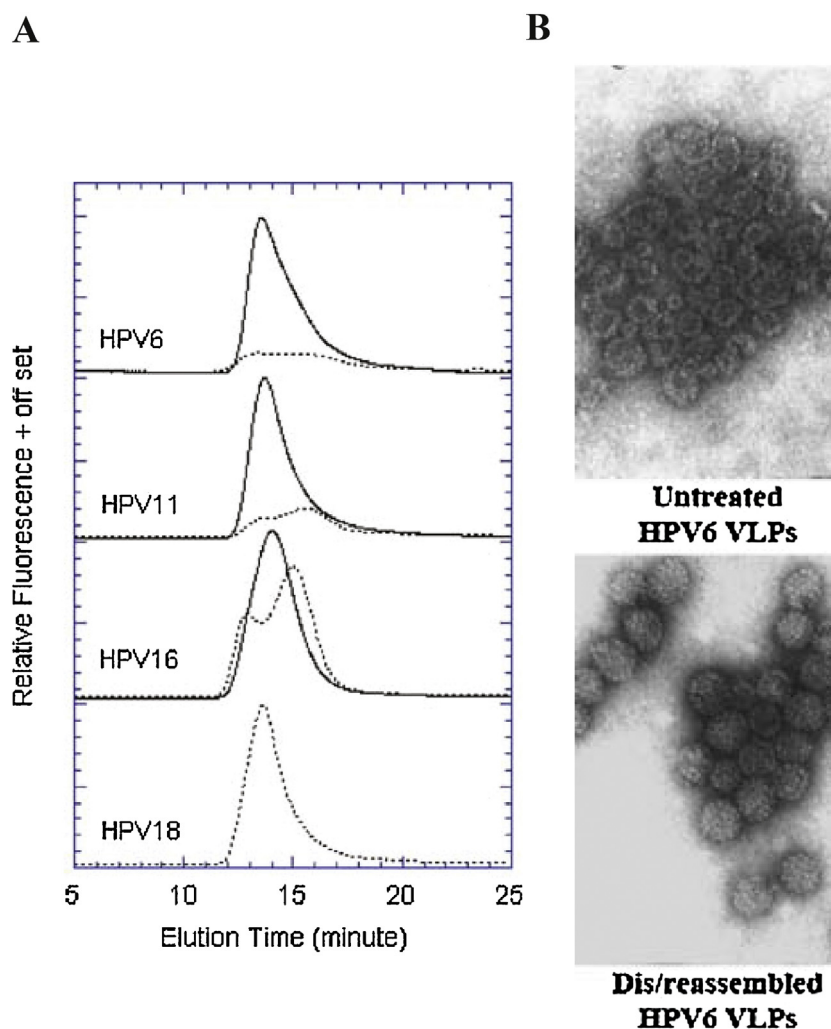 A
B
HPV6
HPV11
HPV16
HPV18
Relative Fluorescence + off set
5 10 15 20 25
Elution Time (minute)
Untreated
HPV6 VLPs
Dis/reassembled
HPV6 VLPs